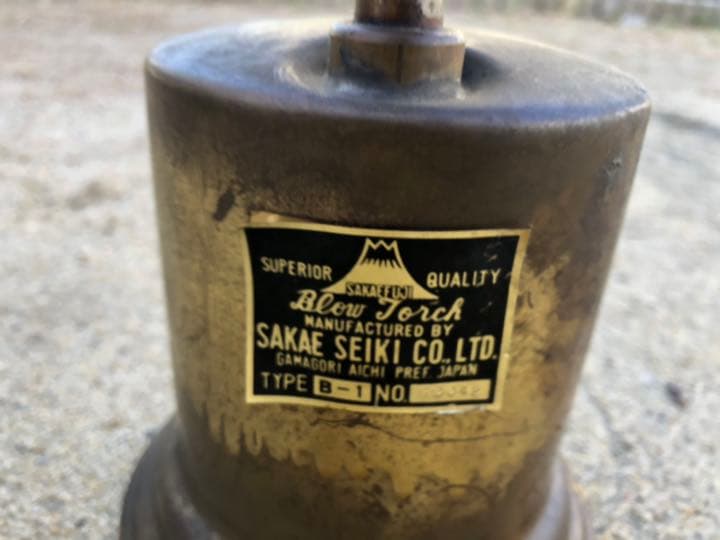 SUPERIOR QUALITY
SAKAEFUJI
Blow Torch
MANUFACTURED BY
SAKAE SEIKI CO., LTD.
GAMAGORI AICHI PREF. JAPAN
TYPE B-1 NO.